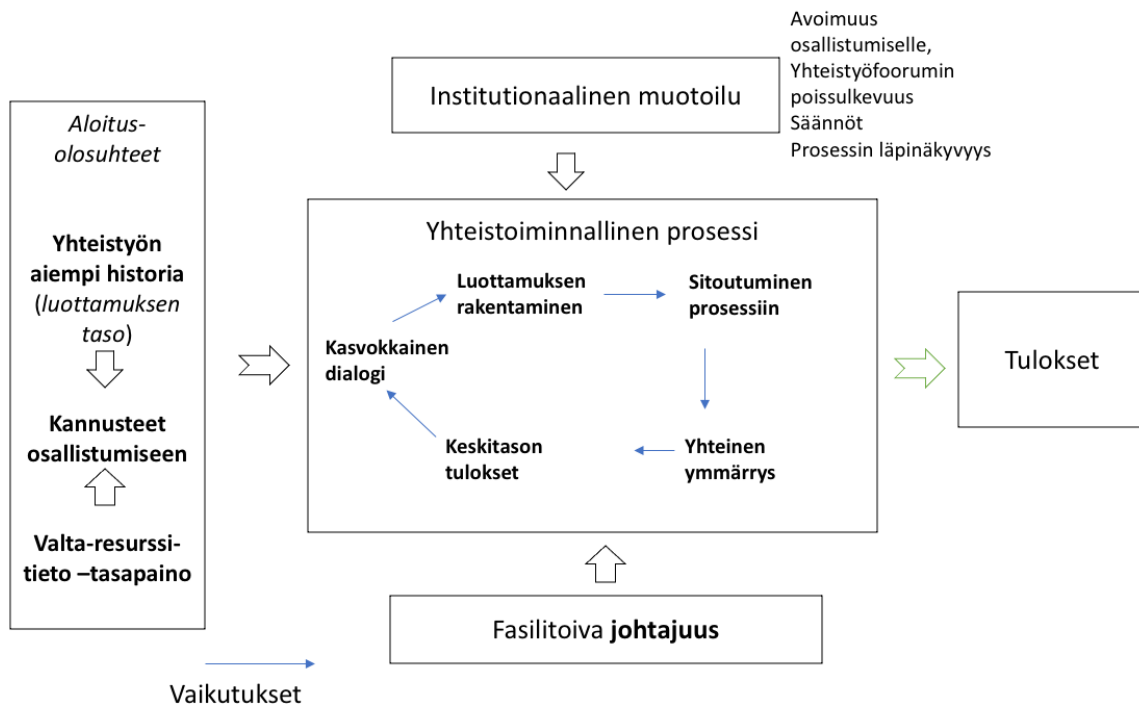 Avoimuus
osallistumiselle,
Yhteistyöfoorumin
poissulkevuus
Säännöt
Prosessin läpinäkyvyys
Institutionaalinen muotoilu
Aloitus-
olosuhteet
Yhteistyön
aiempi historia
(luottamuksen
taso)
Kannusteet
osallistumiseen
Valta-resurssi-
tieto –tasapaino
Yhteistoiminnallinen prosessi
Luottamuksen
rakentaminen
Sitoutuminen
prosessiin
Kasvokkainen
dialogi
Keskitason
tulokset
Yhteinen
ymmärrys
Tulokset
Fasilitoiva johtajuus
Vaikutukset